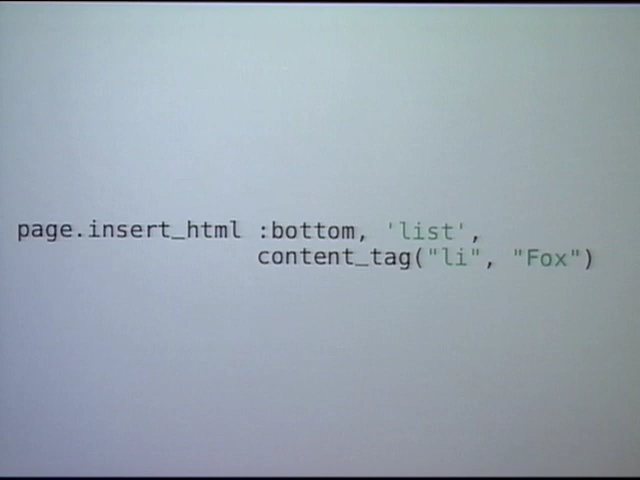 page.insert_html :bottom, 'list',
content_tag("li", "Fox")